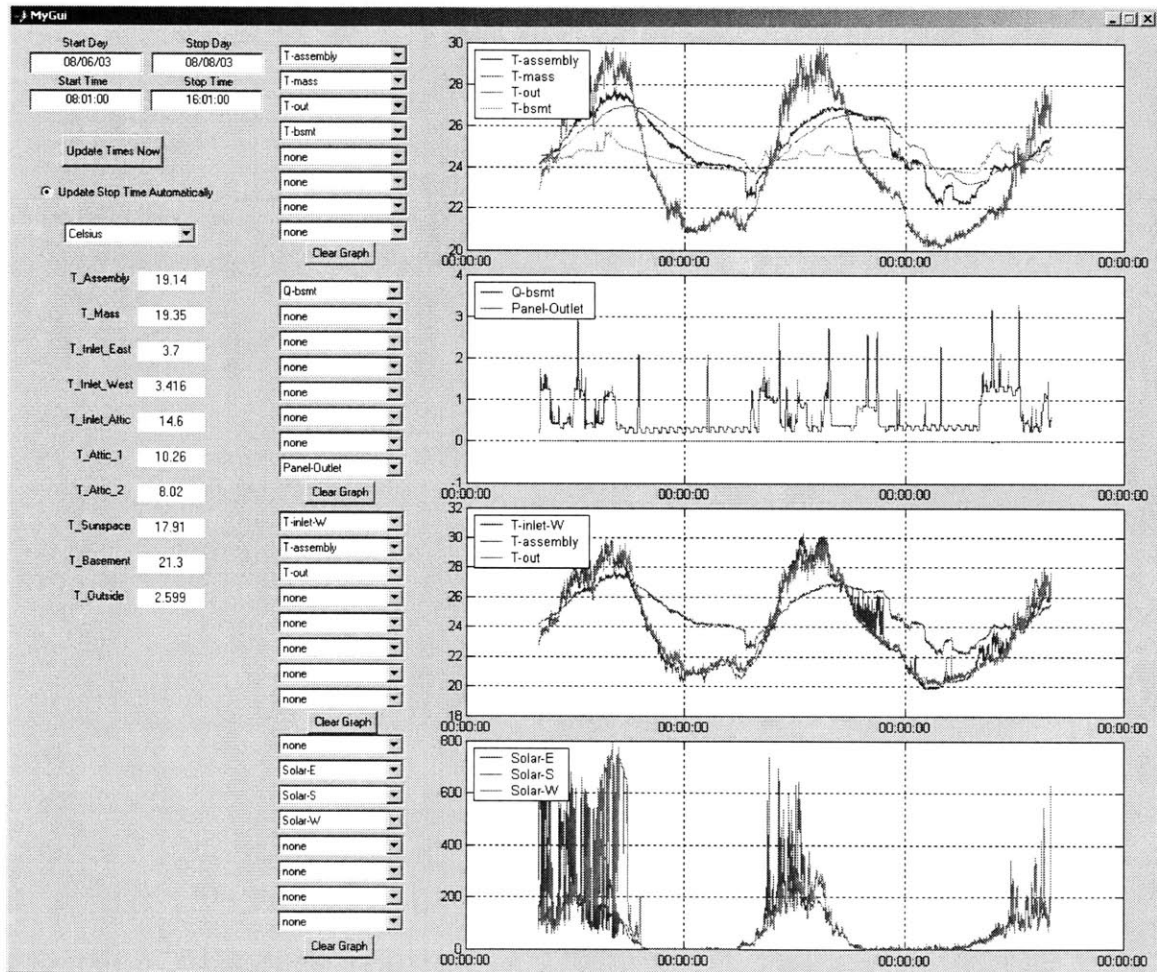 MyGui
Start Day
Stop Day
08/06/03
08/08/03
Start Time
Stop Time
08:01:00
16:01:00
Update Times Now
Update Stop Time Automatically
Celsius
T_Assembly 19.14
T_Mass 19.35
T_Inlet_East 3.7
T_Inlet_West 3.416
T_Inlet_Attic 14.6
T_Attic_1 10.26
T_Attic_2 8.02
T_Sunspace 17.91
T_Basement 21.3
T_Outside 2.599
T-assembly
T-mass
T-out
T-bsmt
none
none
none
none
Clear Graph
Q-bsmt
none
none
none
none
none
none
Panel-Outlet
Clear Graph
T-inlet-W
T-assembly
T-out
none
none
none
none
none
Clear Graph
none
Solar-E
Solar-S
Solar-W
none
none
none
none
Clear Graph
30
28
26
24
22
20
T-assembly
T-mass
T-out
T-bsmt
00:00:00 00:00:00 00:00:00 00:00:00
4
3
2
1
0
-1
Q-bsmt
Panel-Outlet
00:00:00 00:00:00 00:00:00 00:00:00
32
30
28
26
24
22
20
18
T-inlet-W
T-assembly
T-out
00:00:00 00:00:00 00:00:00 00:00:00
800
600
400
200
0
Solar-E
Solar-S
Solar-W
00:00:00 00:00:00 00:00:00 00:00:00